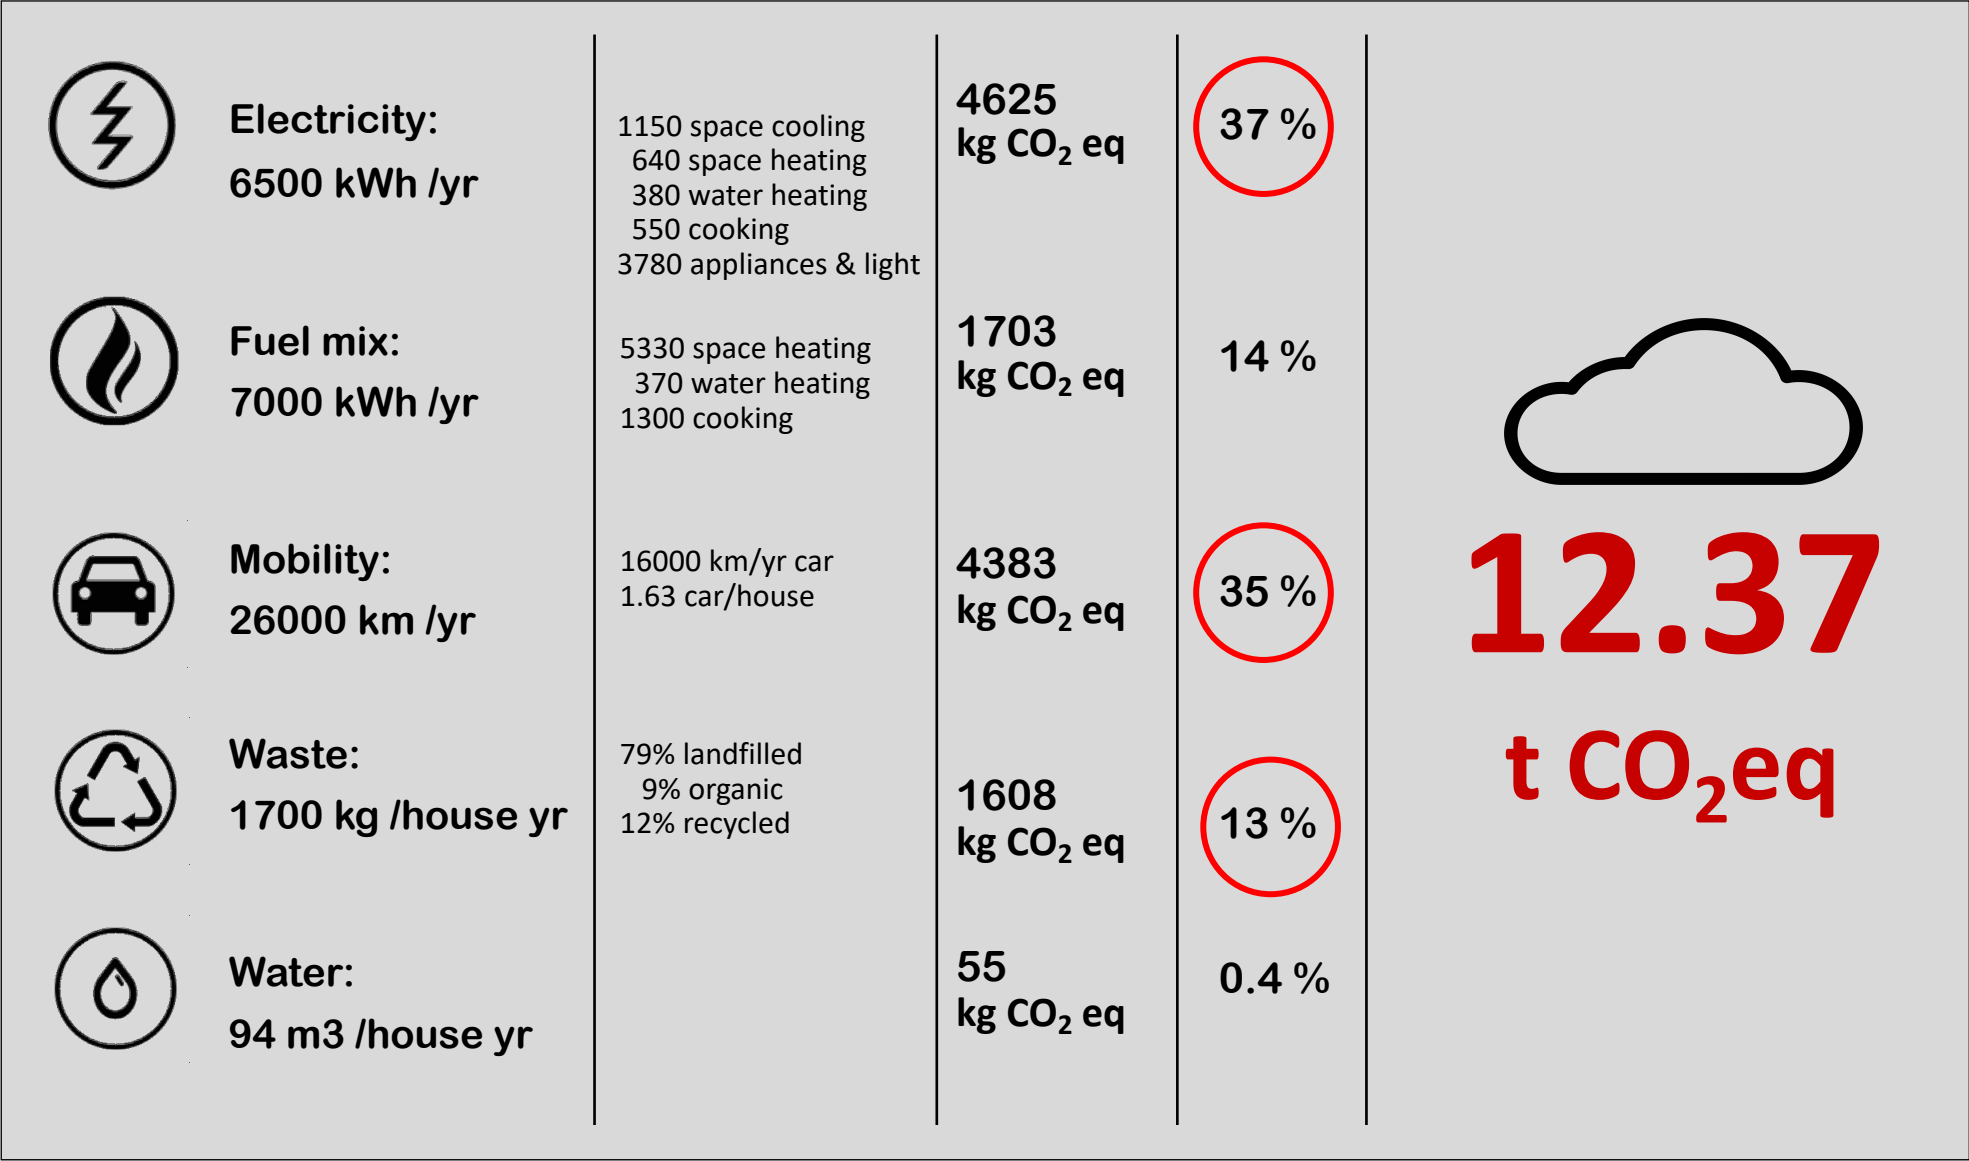 Electricity:
6500 kWh /yr
1150 space cooling
640 space heating
380 water heating
550 cooking
3780 appliances & light
4625
kg CO₂ eq
37 %
Fuel mix:
7000 kWh /yr
5330 space heating
370 water heating
1300 cooking
1703
kg CO₂ eq
14 %
Mobility:
26000 km /yr
16000 km/yr car
1.63 car/house
4383
kg CO₂ eq
35 %
Waste:
1700 kg /house yr
79% landfilled
9% organic
12% recycled
1608
kg CO₂ eq
13 %
Water:
94 m3 /house yr
55
kg CO₂ eq
0.4 %
12.37
t CO₂eq